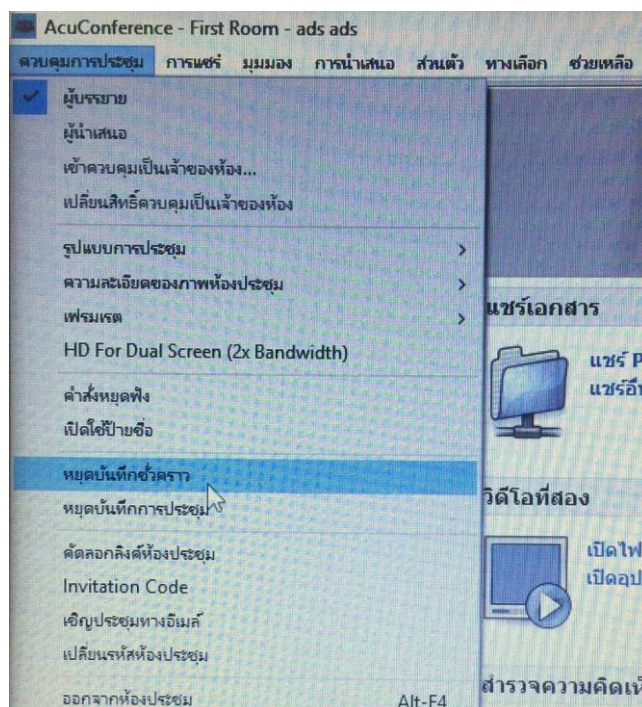 AcuConference - First Room - ads ads
ควบคุมการประชุม การแชร์ มุมมอง การนำเสนอ ส่วนตัว ทางเลือก ช่วยเหลือ
ผู้บรรยาย
ผู้นำเสนอ
เข้าควบคุมเป็นเจ้าของห้อง...
เปลี่ยนสิทธิ์ควบคุมเป็นเจ้าของห้อง
รูปแบบการประชุม
ความละเอียดของภาพห้องประชุม
เฟรมเรต
HD For Dual Screen (2x Bandwidth)
คำสั่งหยุดฟัง
เปิดใช้ป้ายชื่อ
หยุดบันทึกชั่วคราว
หยุดบันทึกการประชุม
คัดลอกลิงค์ห้องประชุม
Invitation Code
เชิญประชุมทางอีเมล์
เปลี่ยนรหัสห้องประชุม
ออกจากห้องประชุม Alt-F4
แชร์เอกสาร
แชร์ P
แชร์อื่น
วิดีโอที่สอง
เปิดไฟ
เปิดอุป
สำรวจความคิดเห็